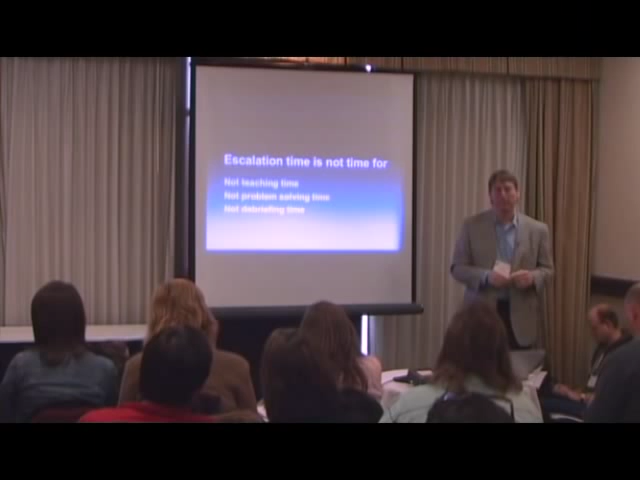 Escalation time is not time for
Not teaching time
Not problem solving time
Not debriefing time